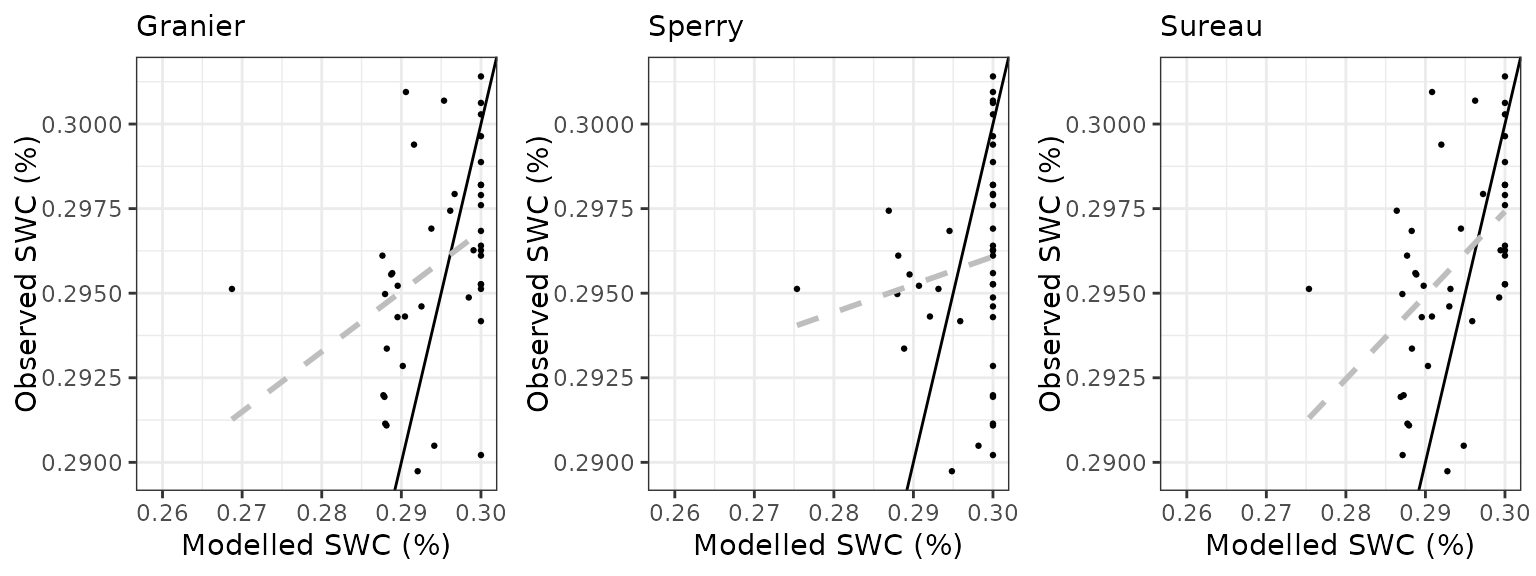 Granier
Observed SWC (%)
0.3000
0.2975
0.2950
0.2925
0.2900
0.26 0.27 0.28 0.29 0.30
Modelled SWC (%)
Sperry
Observed SWC (%)
0.3000
0.2975
0.2950
0.2925
0.2900
0.26 0.27 0.28 0.29 0.30
Modelled SWC (%)
Sureau
Observed SWC (%)
0.3000
0.2975
0.2950
0.2925
0.2900
0.26 0.27 0.28 0.29 0.30
Modelled SWC (%)